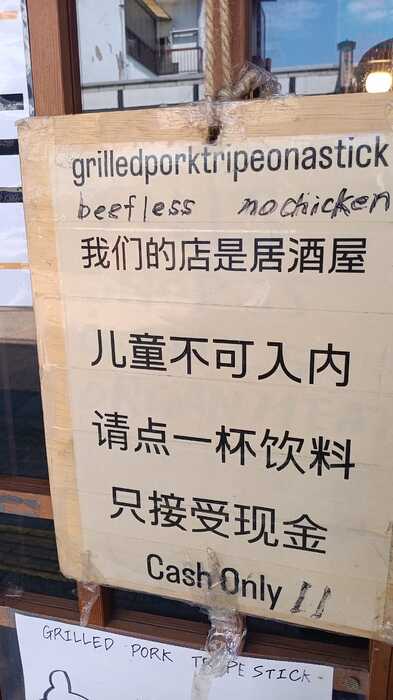 grilledporktripeonastick
beefless nochicken
我们的店是居酒屋
儿童不可入内
请点一杯饮料
只接受现金
Cash Only !!
GRILLED PORK STICK